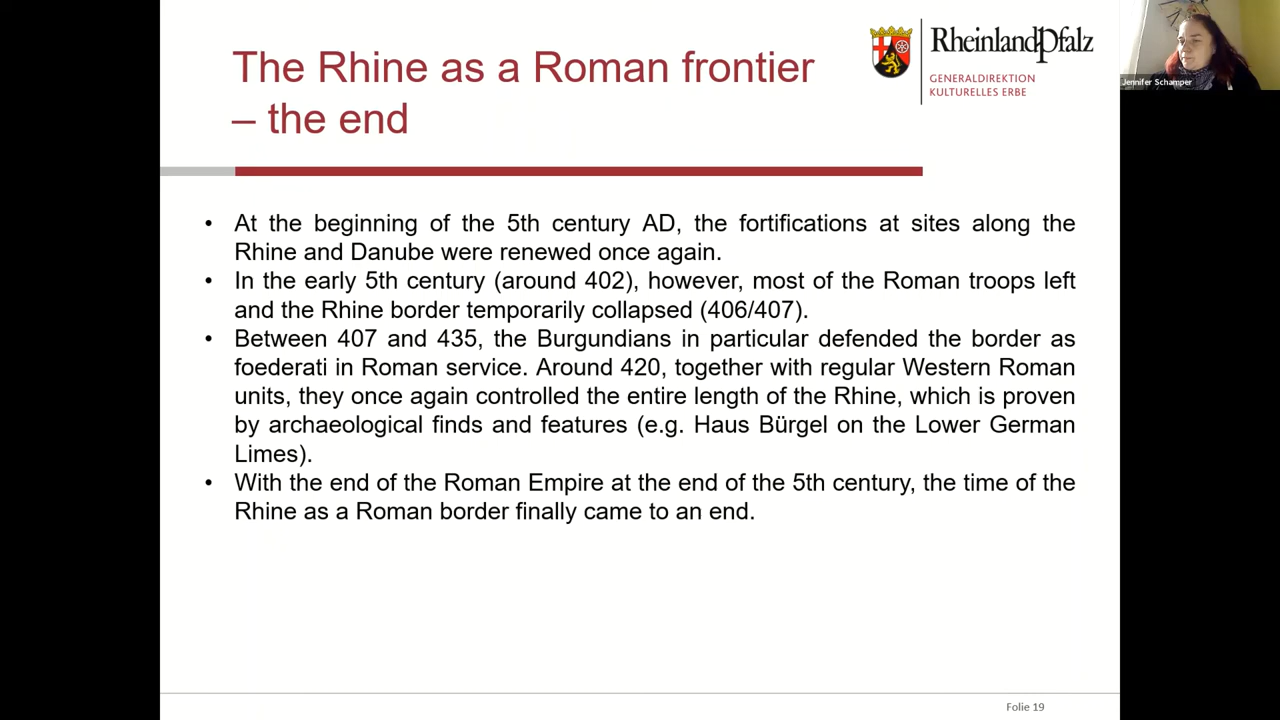 The Rhine as a Roman frontier
– the end
RheinlandPfalz
GENERALDIREKTION
KULTURELLES ERBE
Jennifer Schamper
• At the beginning of the 5th century AD, the fortifications at sites along the
Rhine and Danube were renewed once again.
• In the early 5th century (around 402), however, most of the Roman troops left
and the Rhine border temporarily collapsed (406/407).
• Between 407 and 435, the Burgundians in particular defended the border as
foederati in Roman service. Around 420, together with regular Western Roman
units, they once again controlled the entire length of the Rhine, which is proven
by archaeological finds and features (e.g. Haus Bürgel on the Lower German
Limes).
• With the end of the Roman Empire at the end of the 5th century, the time of the
Rhine as a Roman border finally came to an end.
Folie 19